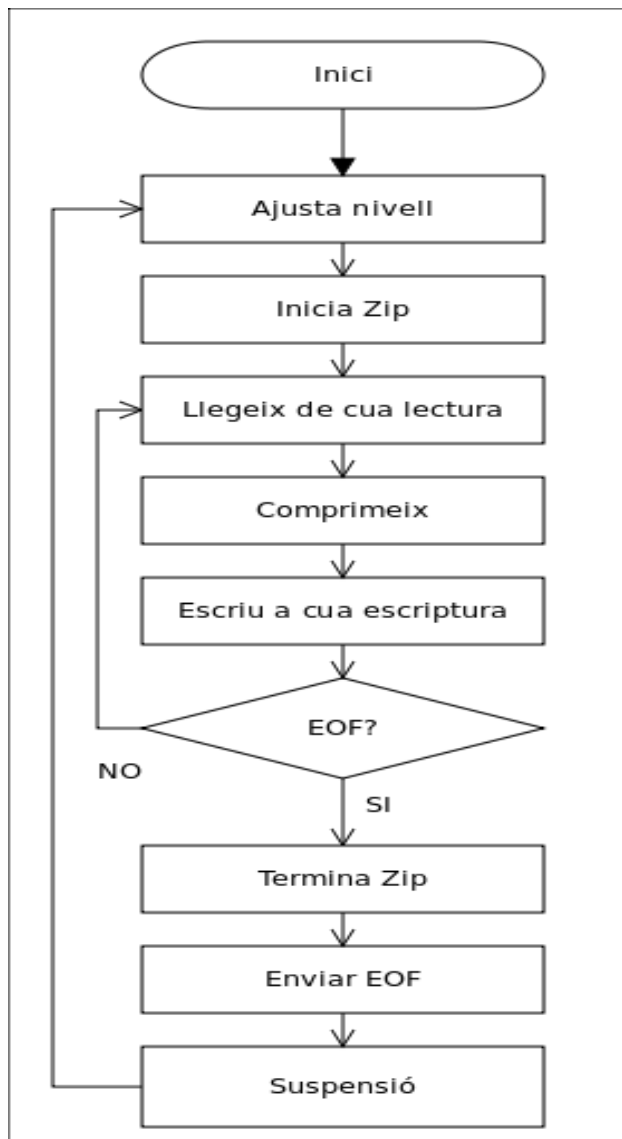 Inici
Ajusta nivell
Inicia Zip
Llegeix de cua lectura
Comprimeix
Escriu a cua escriptura
EOF?
NO
SI
Termina Zip
Enviar EOF
Suspensió